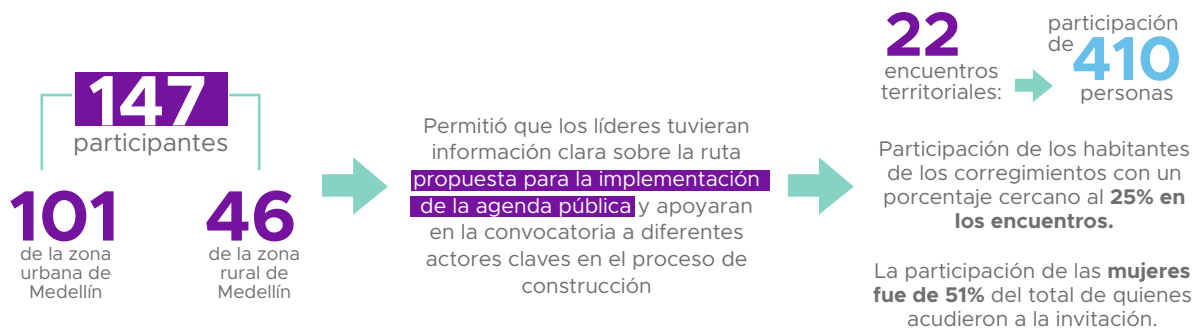 147
participantes
101
de la zona
urbana de
Medellín
46
de la zona
rural de
Medellín
Permitió que los líderes tuvieran
información clara sobre la ruta
propuesta para la implementación
de la agenda pública y apoyaran
en la convocatoria a diferentes
actores claves en el proceso de
construcción
22
encuentros
territoriales:
participación
de 410
personas
Participación de los habitantes
de los corregimientos con un
porcentaje cercano al 25% en
los encuentros.
La participación de las mujeres
fue de 51% del total de quienes
acudieron a la invitación.